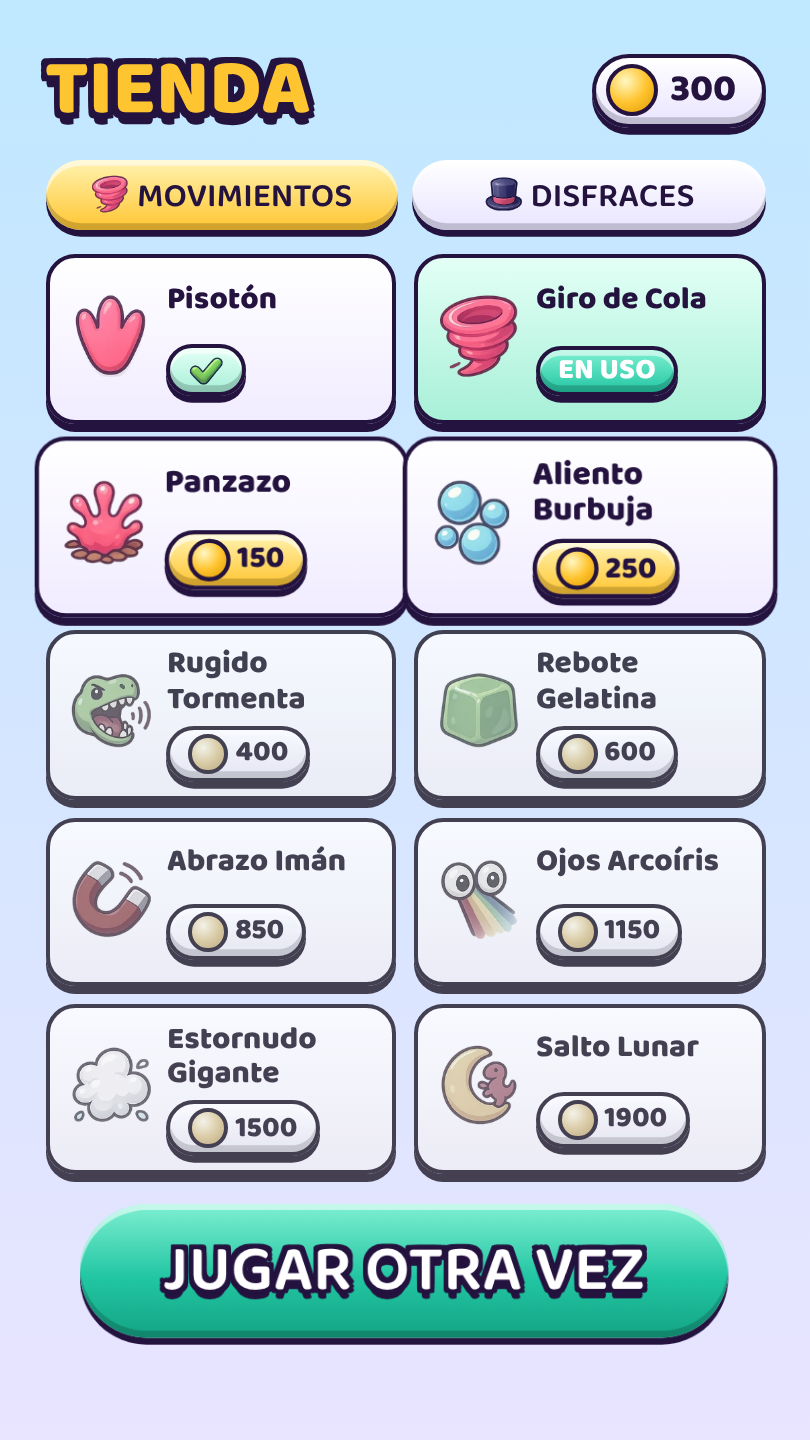 TIENDA
300
MOVIMIENTOS
DISFRACES
Pisotón
Giro de Cola
EN USO
Panzazo
150
Aliento
Burbuja
250
Rugido
Tormenta
400
Rebote
Gelatina
600
Abrazo Imán
850
Ojos Arcoíris
1150
Estornudo
Gigante
1500
Salto Lunar
1900
JUGAR OTRA VEZ